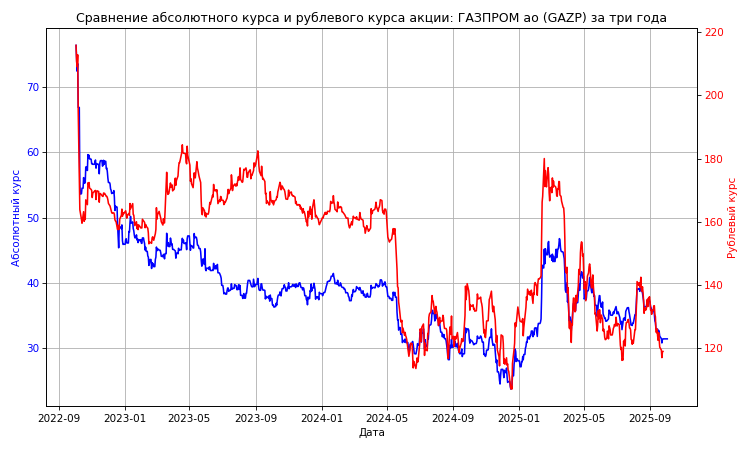 Сравнение абсолютного курса и рублевого курса акции: ГАЗПРОМ ао (GAZP) за три года
220
200
180
160
140
120
70
60
50
40
30
Абсолютный курс
Рублевый курс
2022-09 2023-01 2023-05 2023-09 2024-01 2024-05 2024-09 2025-01 2025-05 2025-09
Дата